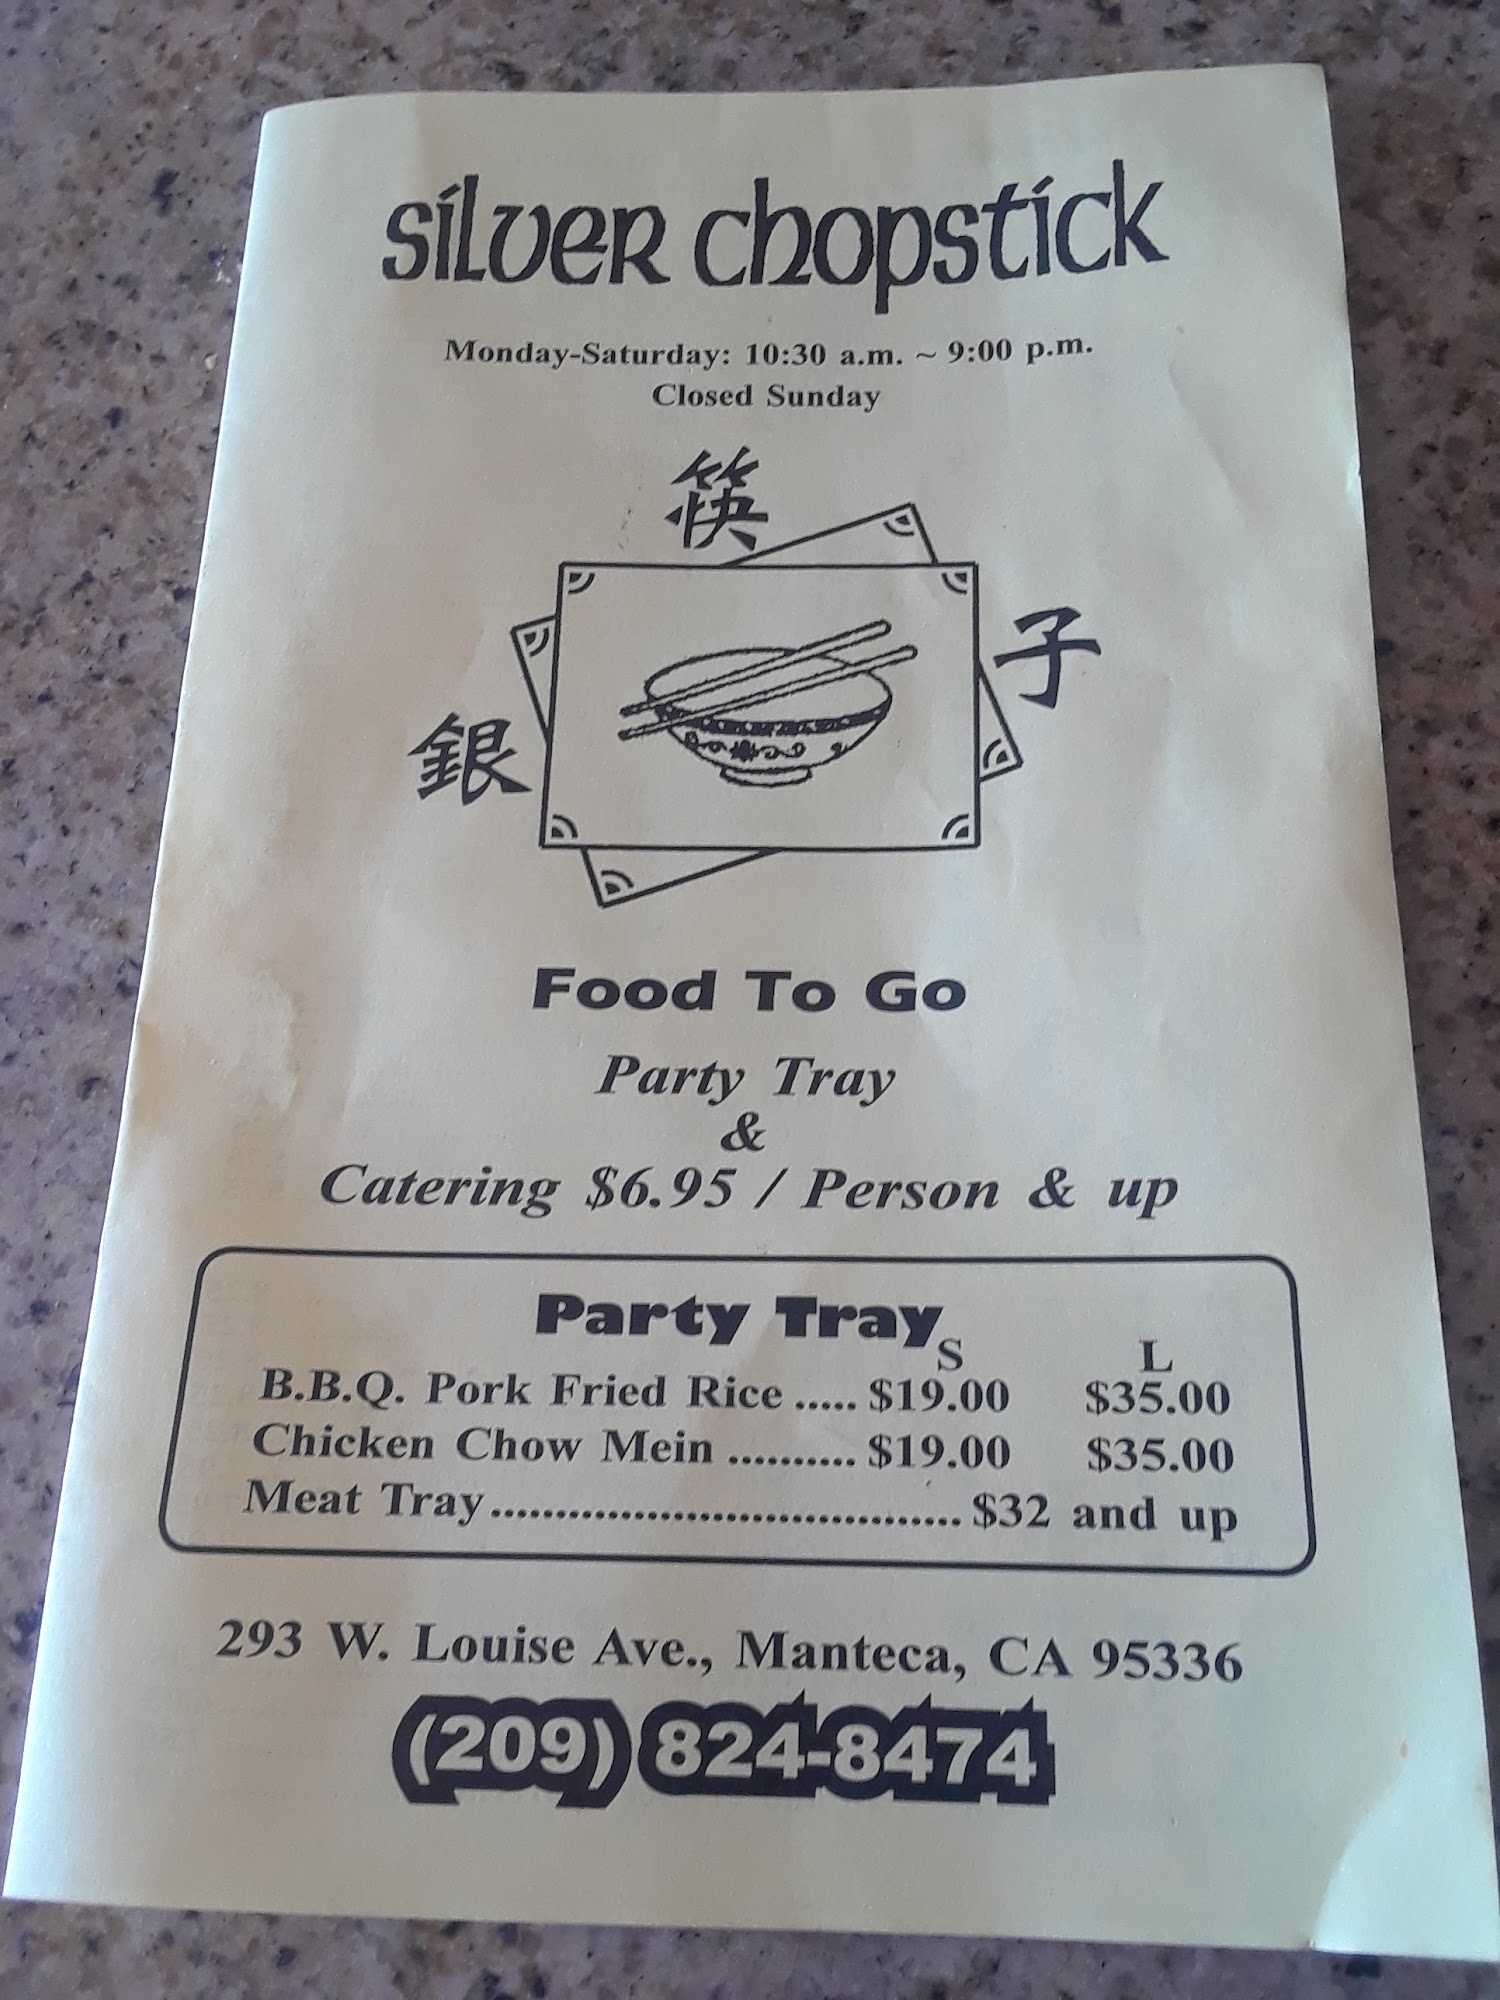 silver chopstick
Monday-Saturday: 10:30 a.m. ~ 9:00 p.m.
Closed Sunday
銀
筷
子
Food To Go
Party Tray
&
Catering $6.95 / Person & up
Party Tray
S L
B.B.Q. Pork Fried Rice ..... $19.00 $35.00
Chicken Chow Mein .......... $19.00 $35.00
Meat Tray.................................... $32 and up
293 W. Louise Ave., Manteca, CA 95336
(209) 824-8474